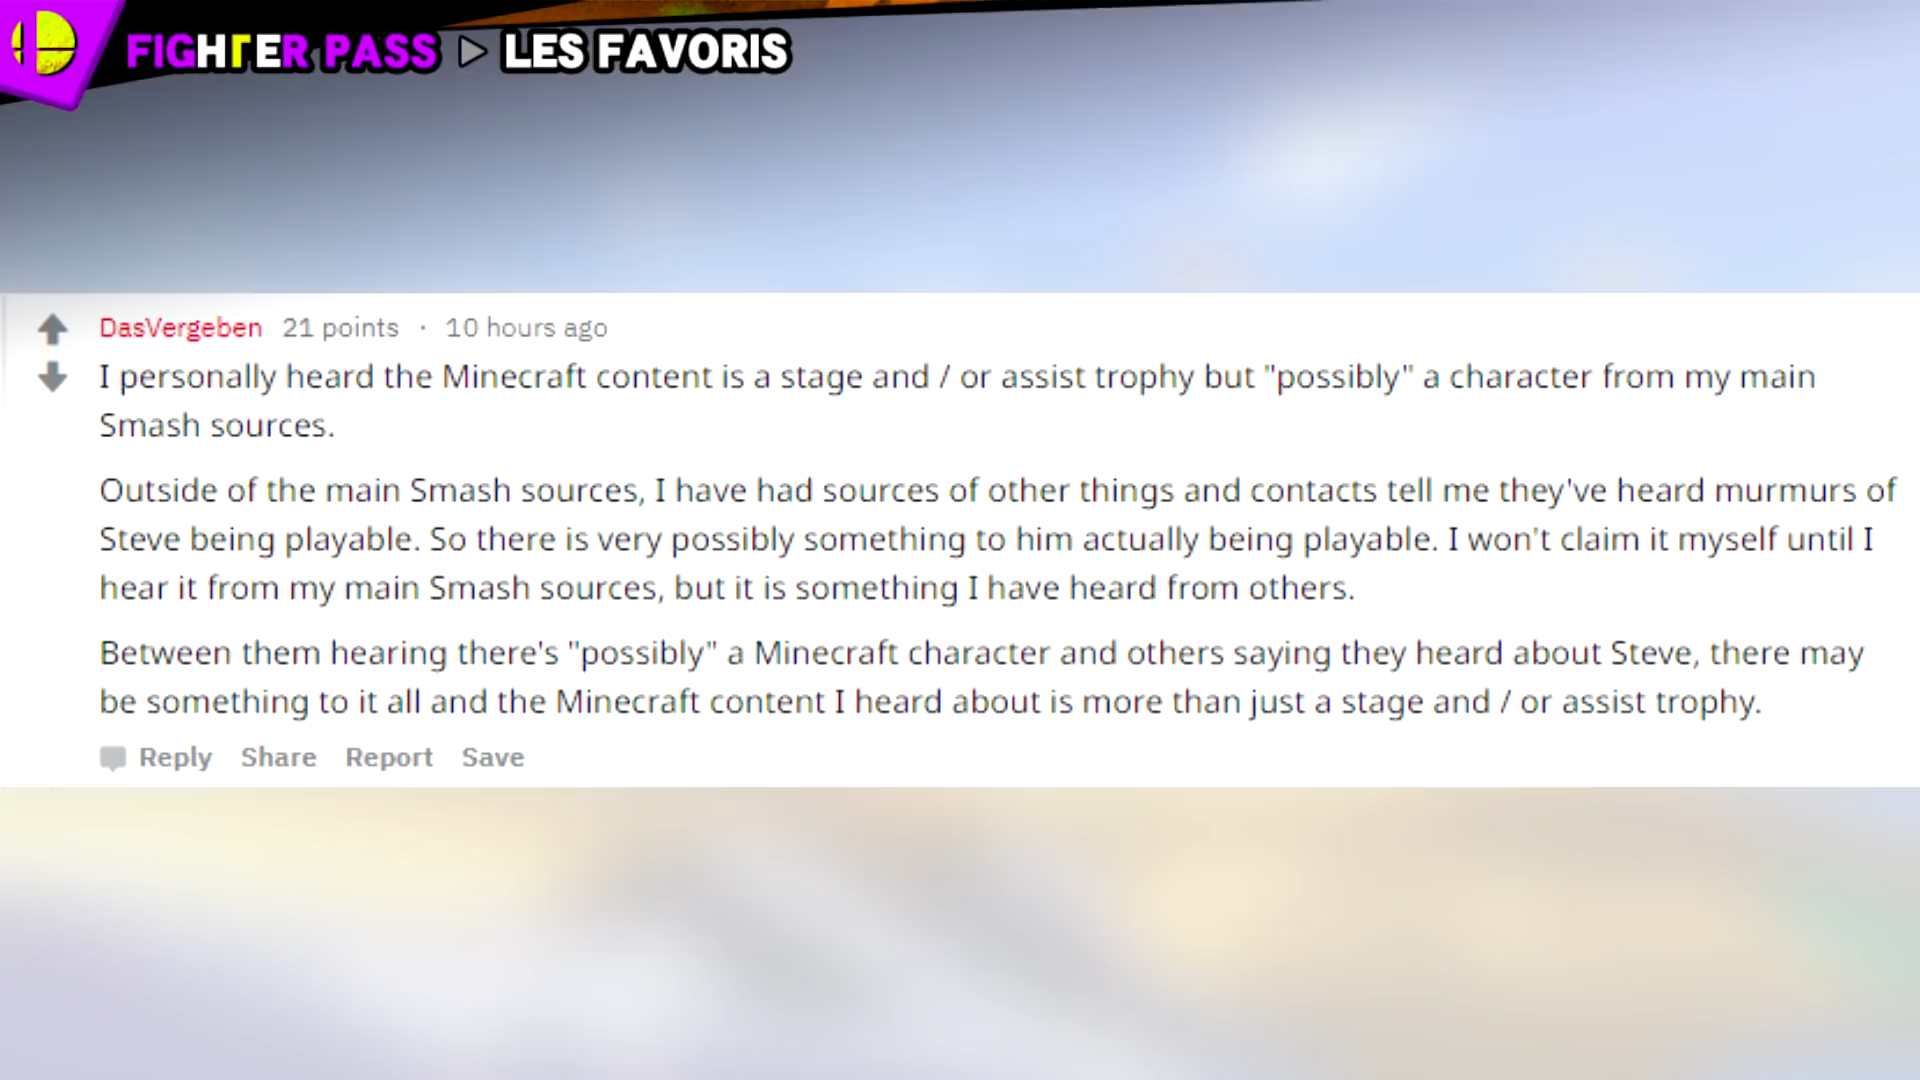 FIGHTER PASS ▷ LES FAVORIS
DasVergeben 21 points · 10 hours ago
I personally heard the Minecraft content is a stage and / or assist trophy but "possibly" a character from my main
Smash sources.
Outside of the main Smash sources, I have had sources of other things and contacts tell me they've heard murmurs of
Steve being playable. So there is very possibly something to him actually being playable. I won't claim it myself until I
hear it from my main Smash sources, but it is something I have heard from others.
Between them hearing there's "possibly" a Minecraft character and others saying they heard about Steve, there may
be something to it all and the Minecraft content I heard about is more than just a stage and / or assist trophy.
Reply Share Report Save